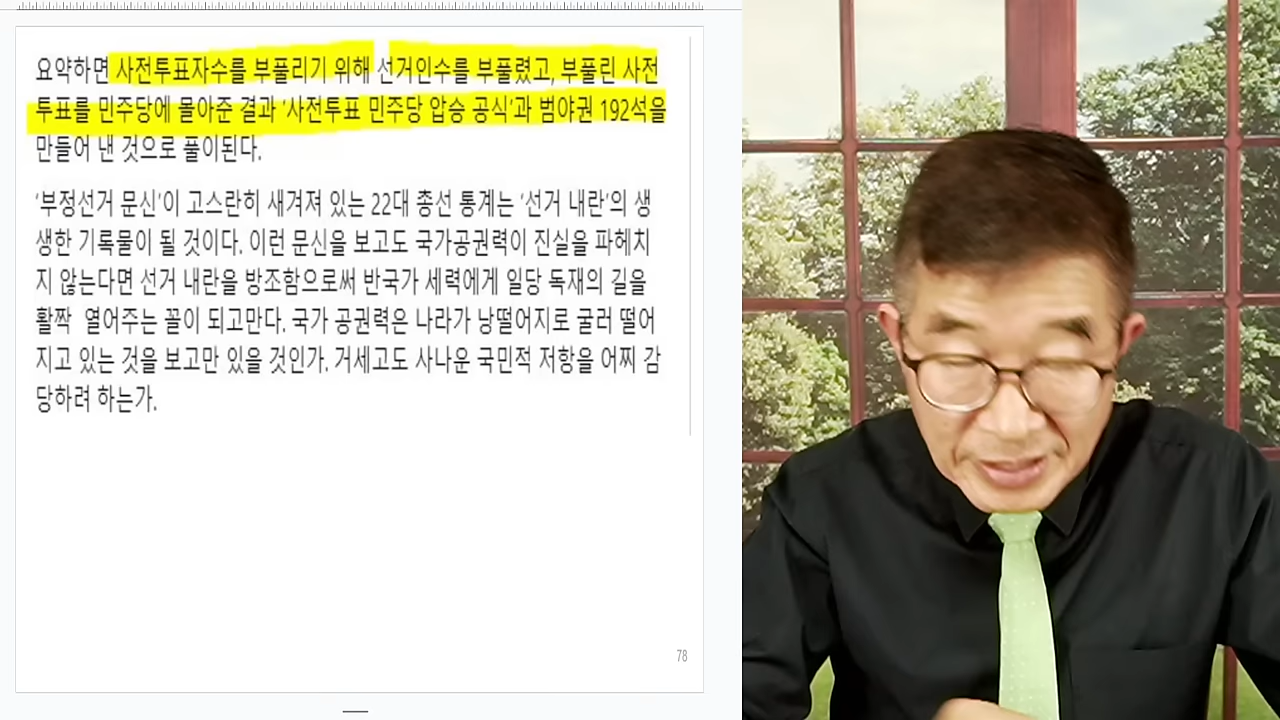 요약하면 사전투표자수를 부풀리기 위해 선거인수를 부풀렸고, 부풀린 사전
투표를 민주당에 몰아준 결과 '사전투표 민주당 압승 공식'과 범야권 192석을
만들어 낸 것으로 풀이된다.
'부정선거 문신'이 고스란히 새겨져 있는 22대 총선 통계는 '선거 내란'의 생
생한 기록물이 될 것이다. 이런 문신을 보고도 국가공권력이 진실을 파헤치
지 않는다면 선거 내란을 방조함으로써 반국가 세력에게 일당 독재의 길을
활짝 열어주는 꼴이 되고만다. 국가 공권력은 나라가 낭떨어지로 굴러 떨어
지고 있는 것을 보고만 있을 것인가. 거세고도 사나운 국민적 저항을 어찌 감
당하려 하는가.
78